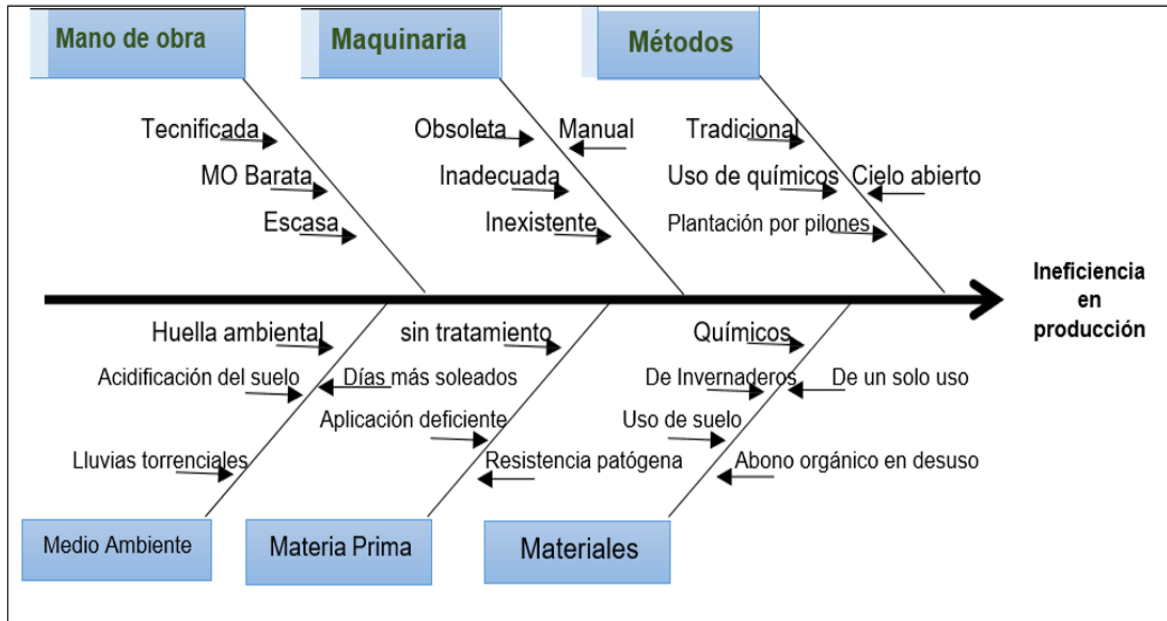 Mano de obra
Maquinaria
Métodos
Tecnificada
MO Barata
Escasa
Obsoleta
Manual
Inadecuada
Inexistente
Tradicional
Uso de químicos
Cielo abierto
Plantación por pilones
Ineficiencia
en
producción
Huella ambiental
Acidificación del suelo
Días más soleados
Lluvias torrenciales
sin tratamiento
Aplicación deficiente
Resistencia patógena
Químicos
De Invernaderos
De un solo uso
Uso de suelo
Abono orgánico en desuso
Medio Ambiente
Materia Prima
Materiales